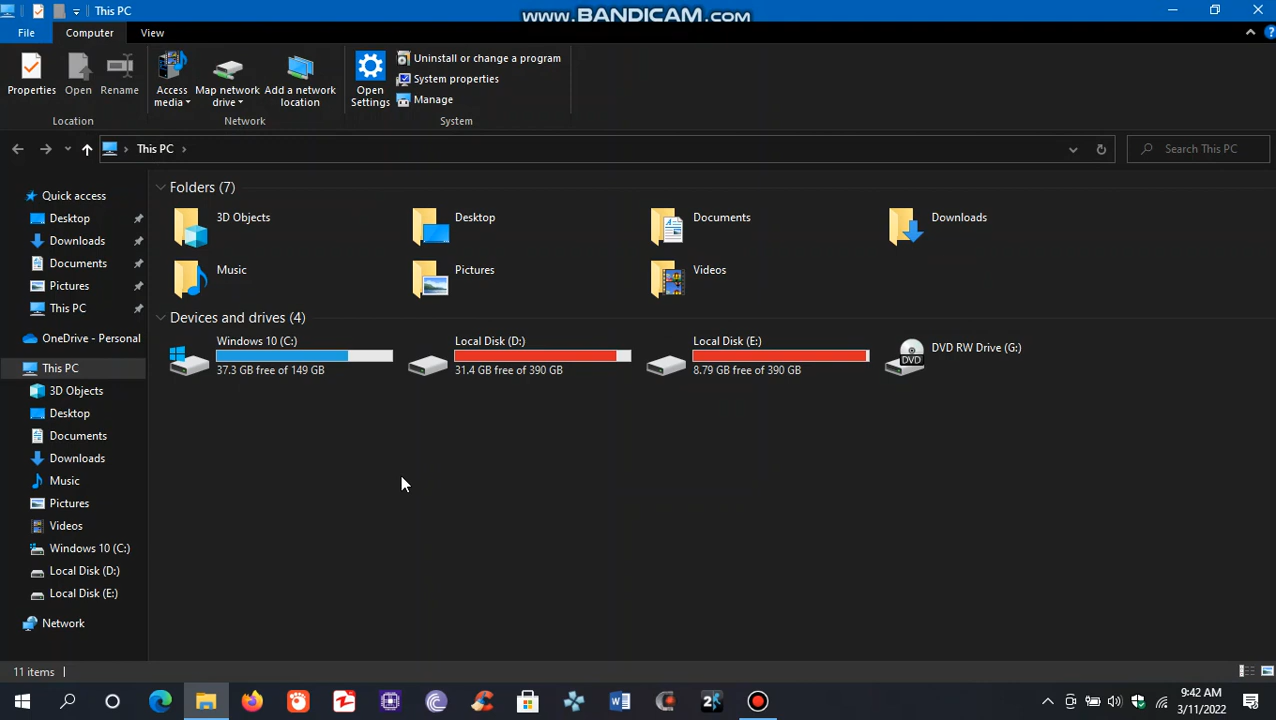 This PC
www.BANDICAM.com
File
Computer
View
Properties
Open
Rename
Access media
Map network drive
Add a network location
Open Settings
Uninstall or change a program
System properties
Manage
Location
Network
System
This PC
Search This PC
Quick access
Desktop
Downloads
Documents
Pictures
This PC
OneDrive - Personal
This PC
3D Objects
Desktop
Documents
Downloads
Music
Pictures
Videos
Windows 10 (C:)
Local Disk (D:)
Local Disk (E:)
Network
Folders (7)
3D Objects
Desktop
Documents
Downloads
Music
Pictures
Videos
Devices and drives (4)
Windows 10 (C:)
37.3 GB free of 149 GB
Local Disk (D:)
31.4 GB free of 390 GB
Local Disk (E:)
8.79 GB free of 390 GB
DVD
DVD RW Drive (G:)
11 items
9:42 AM
3/11/2022